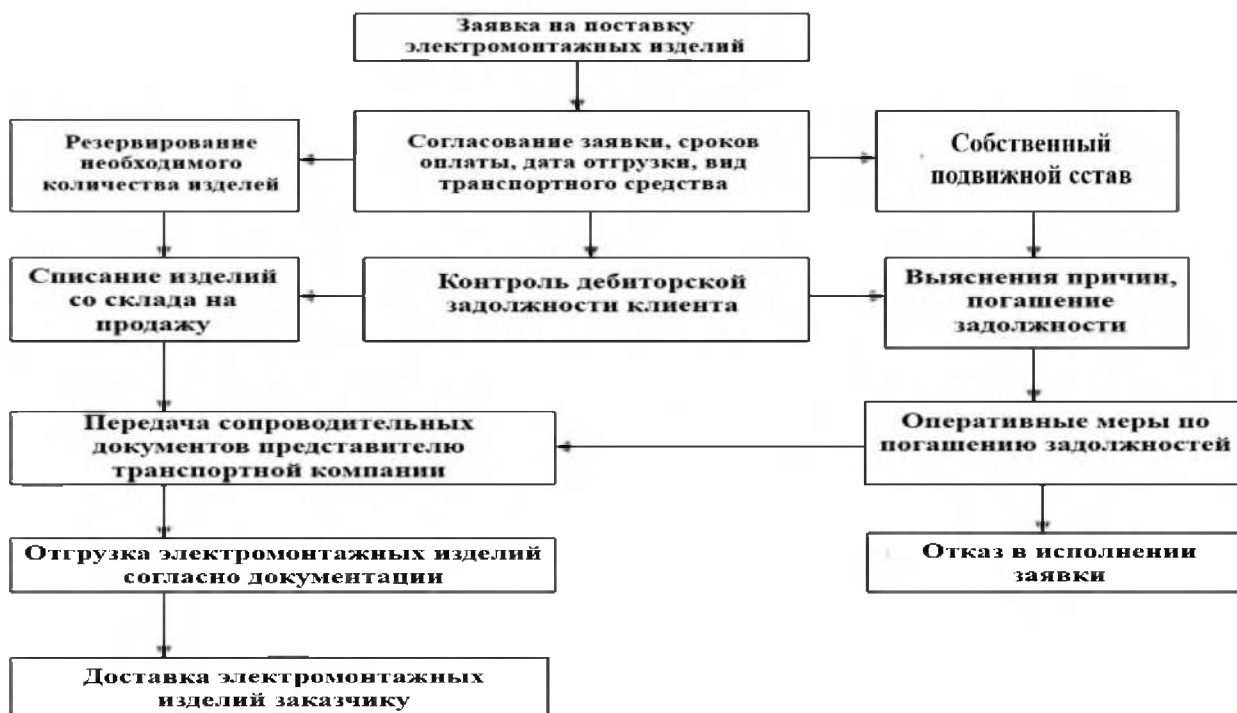 Заявка на поставку
электромонтажных изделий
Резервирование
необходимого
количества изделей
Согласование заявки, сроков
оплаты, дата отгрузки, вид
транспортного средства
Собственный
подвижной сстав
Списание изделий
со склада на
продажу
Контроль дебиторской
задолжности клиента
Выяснения причин,
погашение
задолжности
Передача сопроводительных
документов представителю
транспортной компании
Оперативные меры по
погашению задолжностей
Отгрузка электромонтажных изделий
согласно документации
Отказ в исполнении
заявки
Доставка электромонтажных
изделий заказчику